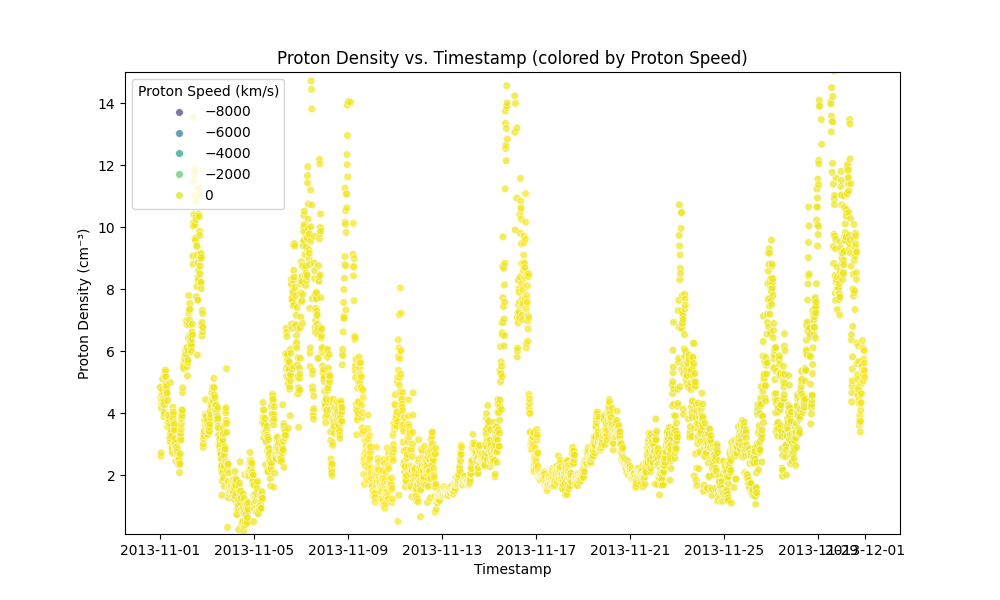 Proton Density vs. Timestamp (colored by Proton Speed)
Proton Speed (km/s)
−8000
−6000
−4000
−2000
0
Proton Density (cm⁻³)
14
12
10
8
6
4
2
2013-11-01 2013-11-05 2013-11-09 2013-11-13 2013-11-17 2013-11-21 2013-11-25 2013-11-29 2013-12-01
Timestamp